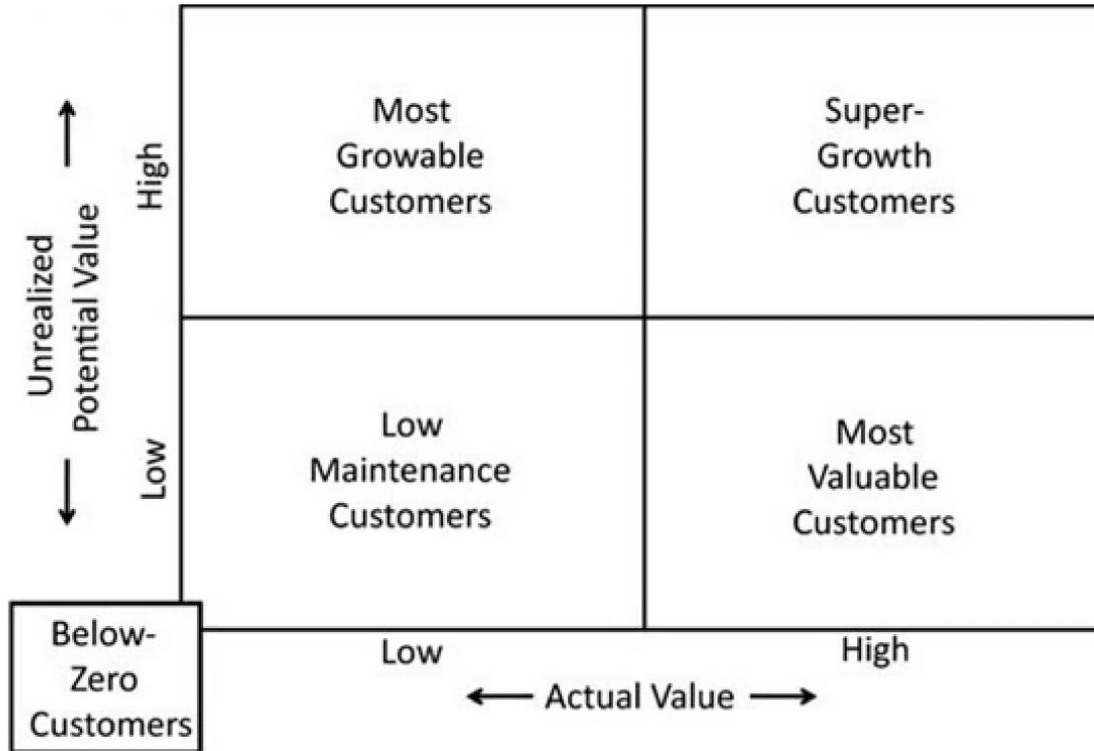 Most
Growable
Customers
Super-
Growth
Customers
High
Unrealized
Potential Value
Low
Low
Maintenance
Customers
Most
Valuable
Customers
Below-
Zero
Customers
Low
High
Actual Value